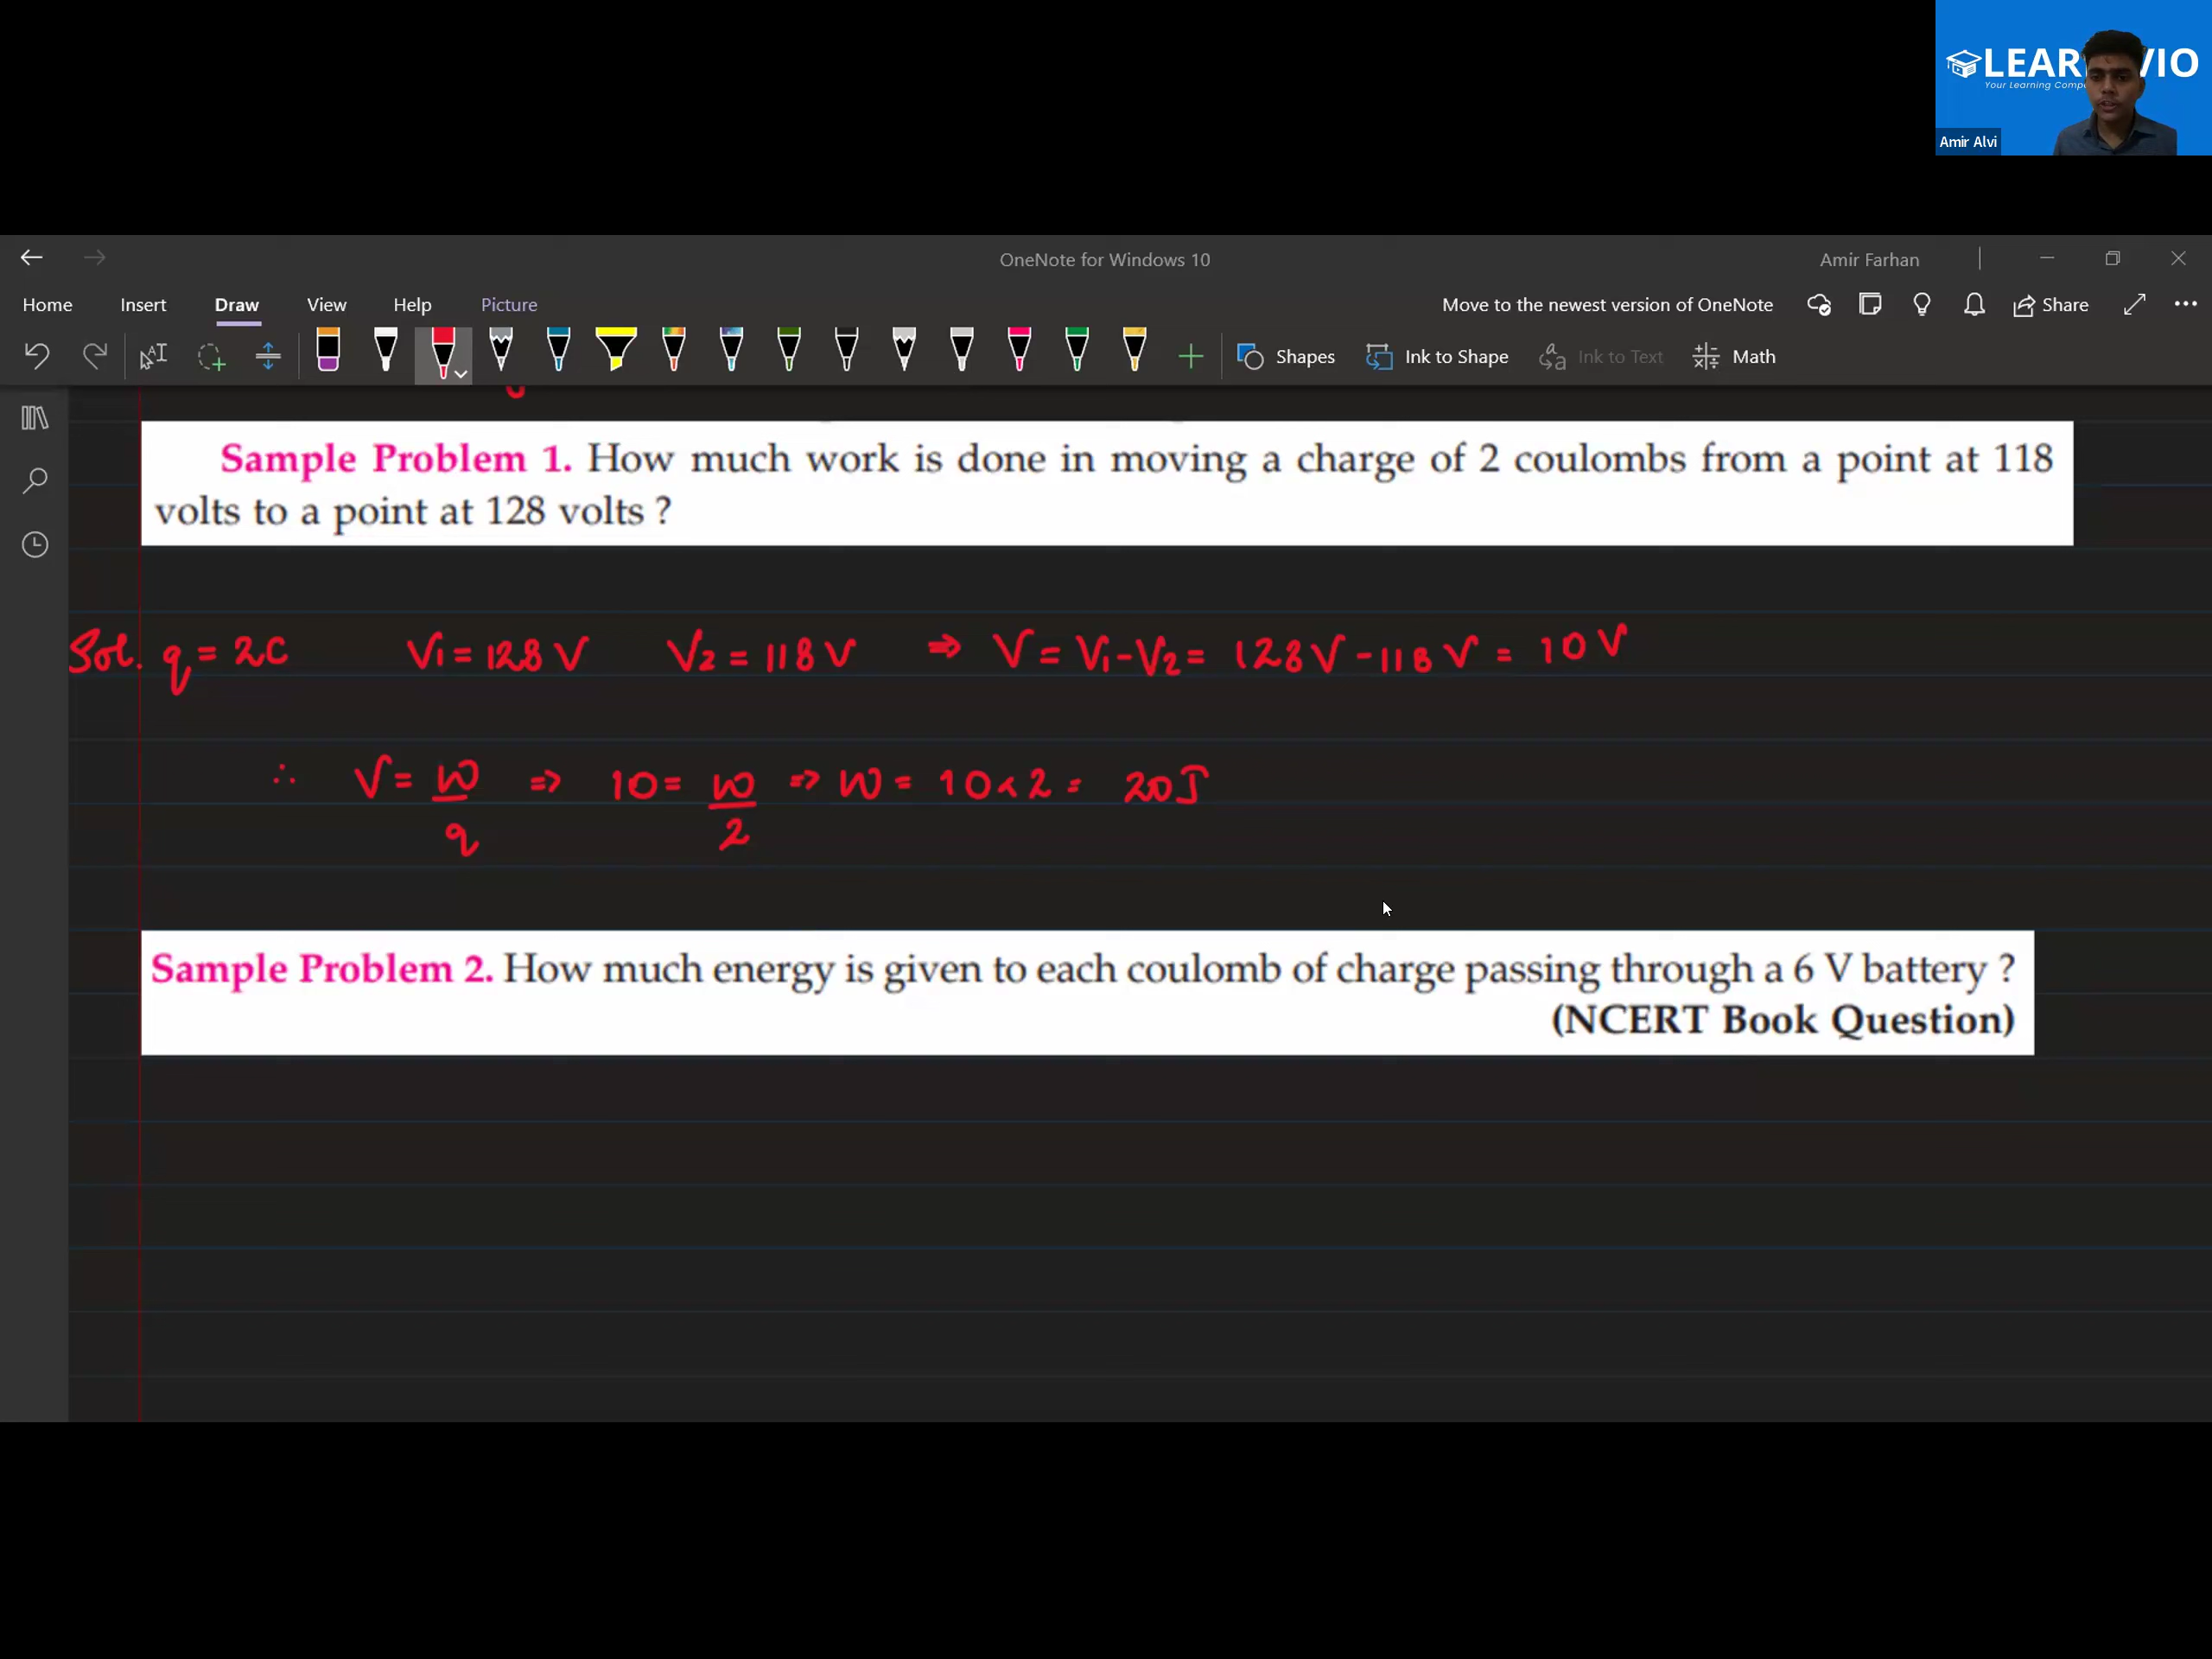 LEAR VIO
Your Learning Comp
Amir Alvi
OneNote for Windows 10
Amir Farhan
Home Insert Draw View Help Picture
Move to the newest version of OneNote
Share
Shapes Ink to Shape Ink to Text Math
Sample Problem 1. How much work is done in moving a charge of 2 coulombs from a point at 118
volts to a point at 128 volts ?
Sol. q = 2C V1 = 128 V V2 = 118 V ⇒ V = V1 - V2 = 128 V - 118 V = 10 V
∴ V = W/q ⇒ 10 = W/2 ⇒ W = 10 × 2 = 20 J
Sample Problem 2. How much energy is given to each coulomb of charge passing through a 6 V battery ?
(NCERT Book Question)